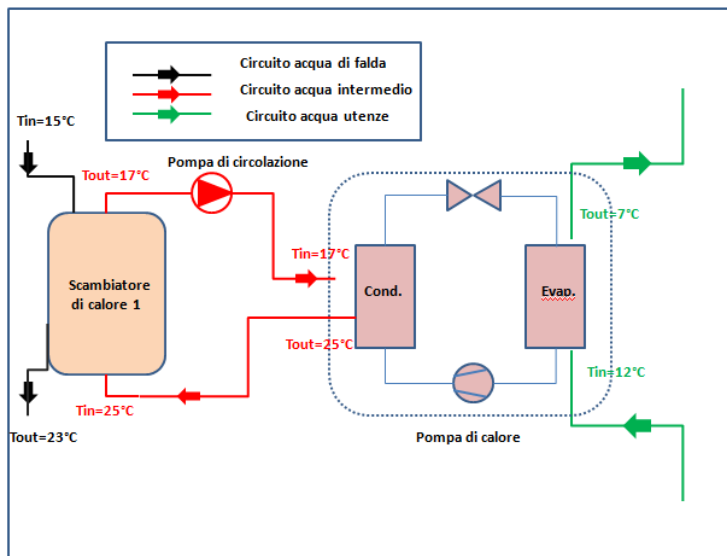 Circuito acqua di falda
Circuito acqua intermedio
Circuito acqua utenze
Tin=15°C
Tout=17°C
Pompa di circolazione
Tout=7°C
Tin=17°C
Scambiatore
di calore 1
Cond.
Evap.
Tout=25°C
Tin=12°C
Tin=25°C
Tout=23°C
Pompa di calore